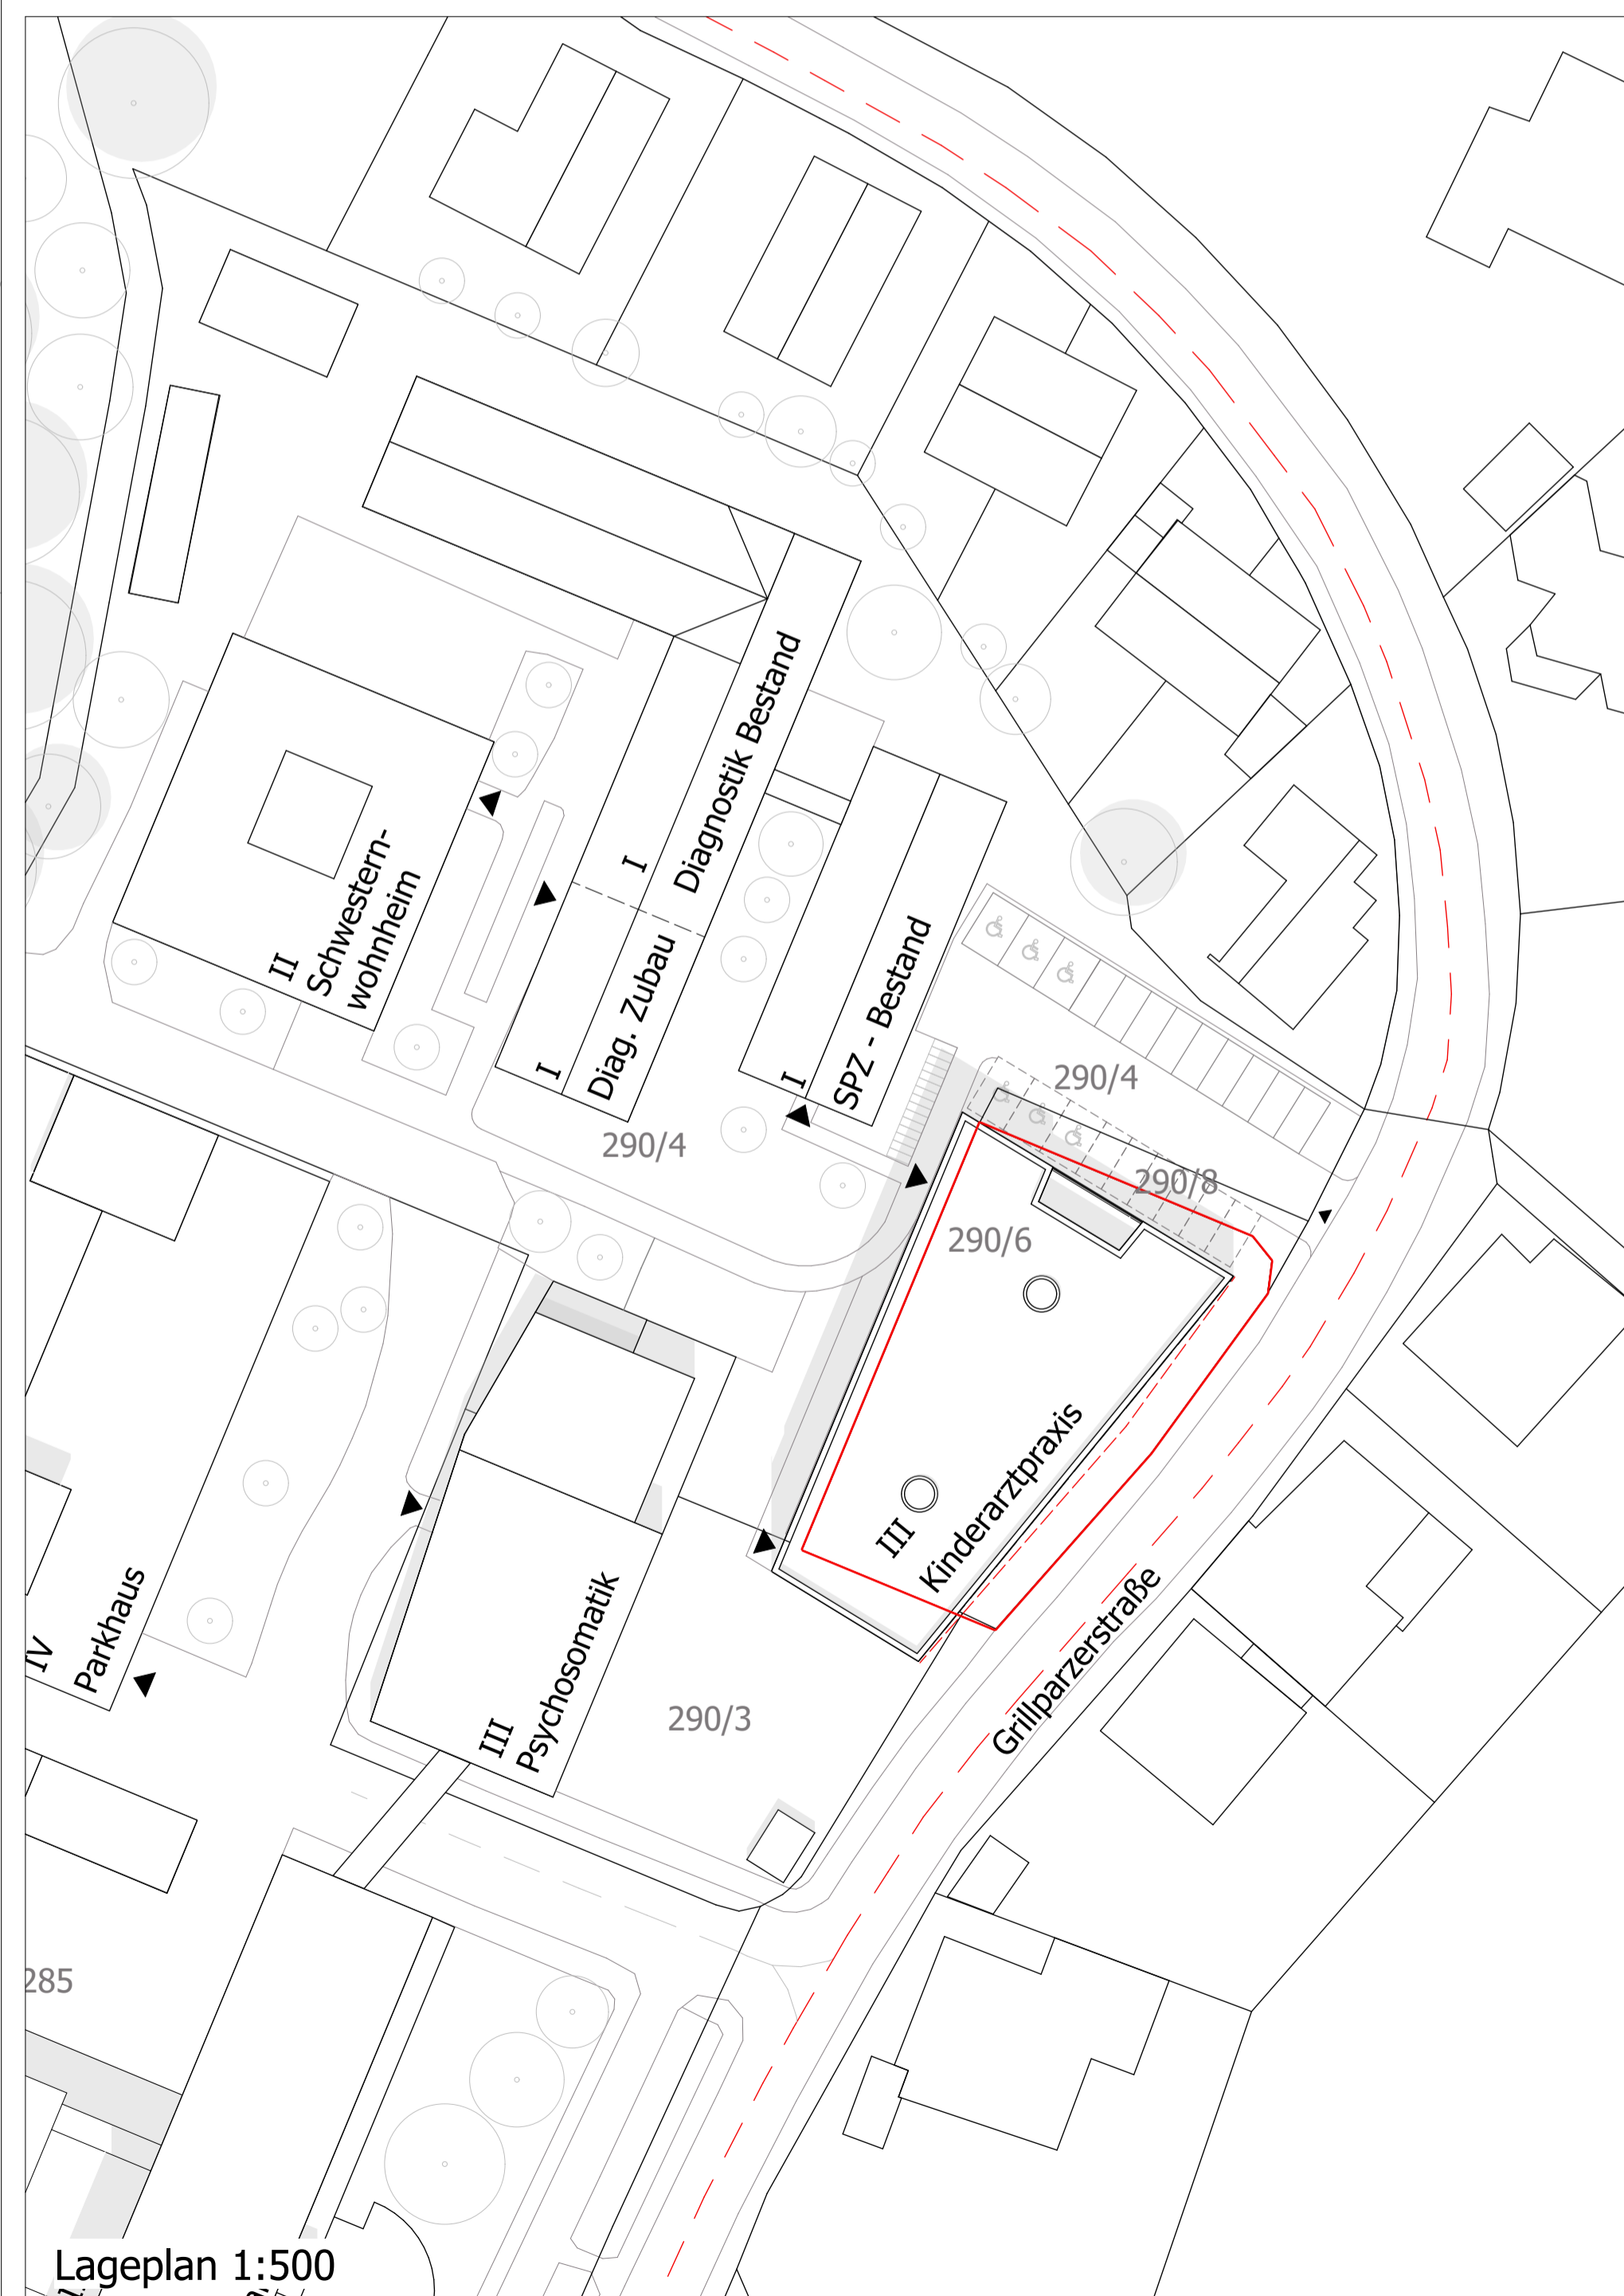 Diagnostik Bestand
I
II
Schwestern-
wohnheim
I
Diag. Zubau
I
SPZ - Bestand
290/4
290/4
290/8
290/6
III
Kinderarztpraxis
IV
Parkhaus
III
Psychosomatik
290/3
Grillparzerstraße
285
Lageplan 1:500